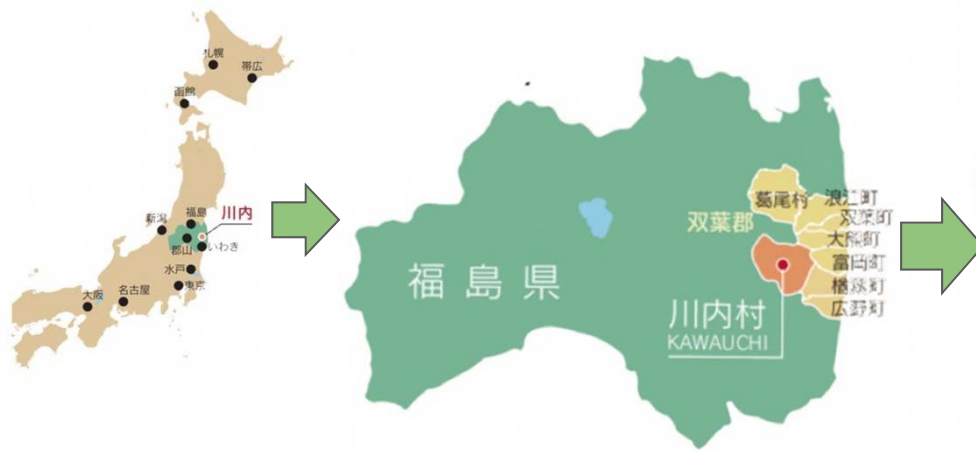 札幌
帯広
函館
新潟
福島
川内
郡山
いわき
水戸
東京
名古屋
大阪
福島県
双葉郡
葛尾村
浪江町
双葉町
大熊町
富岡町
楢葉町
広野町
川内村
KAWAUCHI